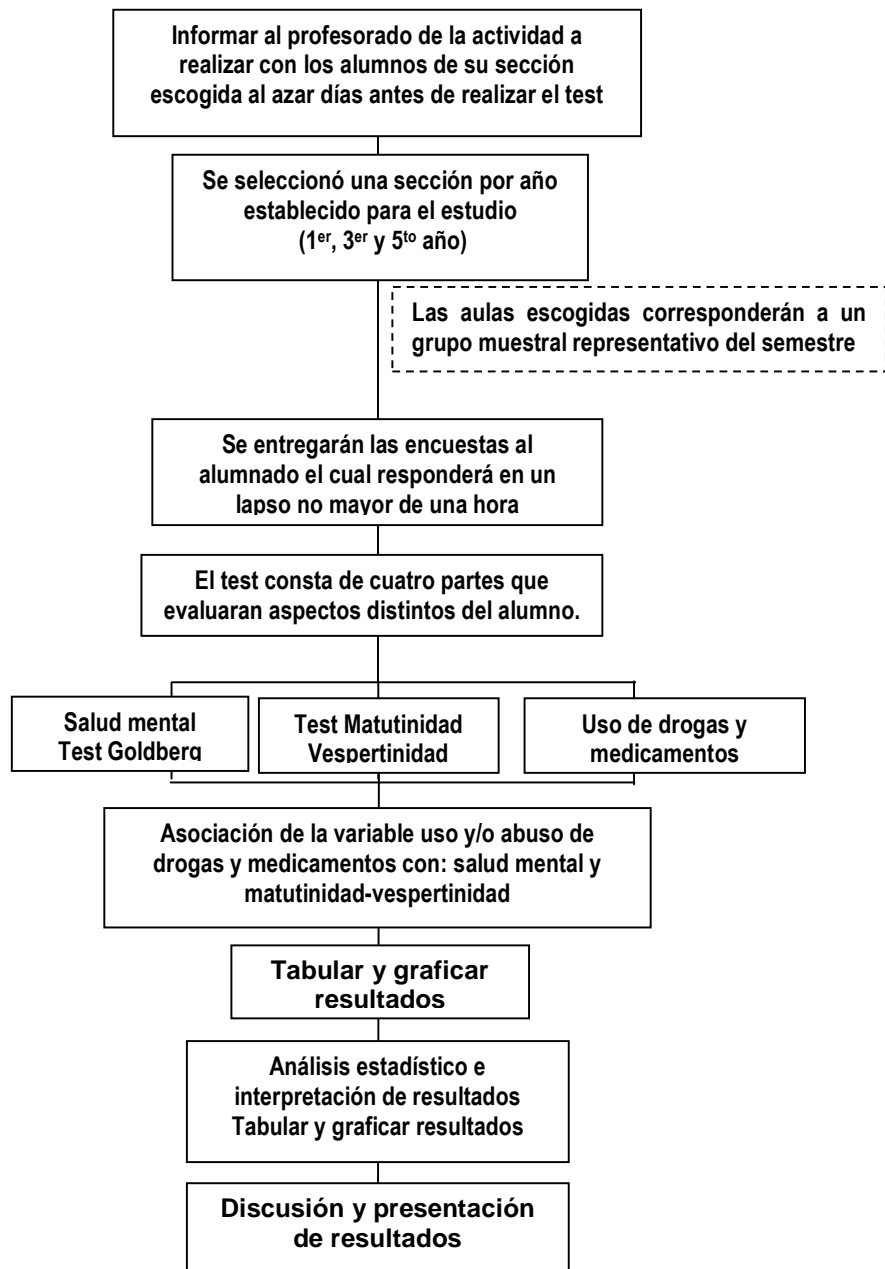 Informar al profesorado de la actividad a
realizar con los alumnos de su sección
escogida al azar días antes de realizar el test
Se seleccionó una sección por año
establecido para el estudio
(1er, 3er y 5to año)
Las aulas escogidas corresponderán a un
grupo muestral representativo del semestre
Se entregarán las encuestas al
alumnado el cual responderá en un
lapso no mayor de una hora
El test consta de cuatro partes que
evaluaran aspectos distintos del alumno.
Salud mental
Test Goldberg
Test Matutinidad
Vespertinidad
Uso de drogas y
medicamentos
Asociación de la variable uso y/o abuso de
drogas y medicamentos con: salud mental y
matutinidad-vespertinidad
Tabular y graficar
resultados
Análisis estadístico e
interpretación de resultados
Tabular y graficar resultados
Discusión y presentación
de resultados